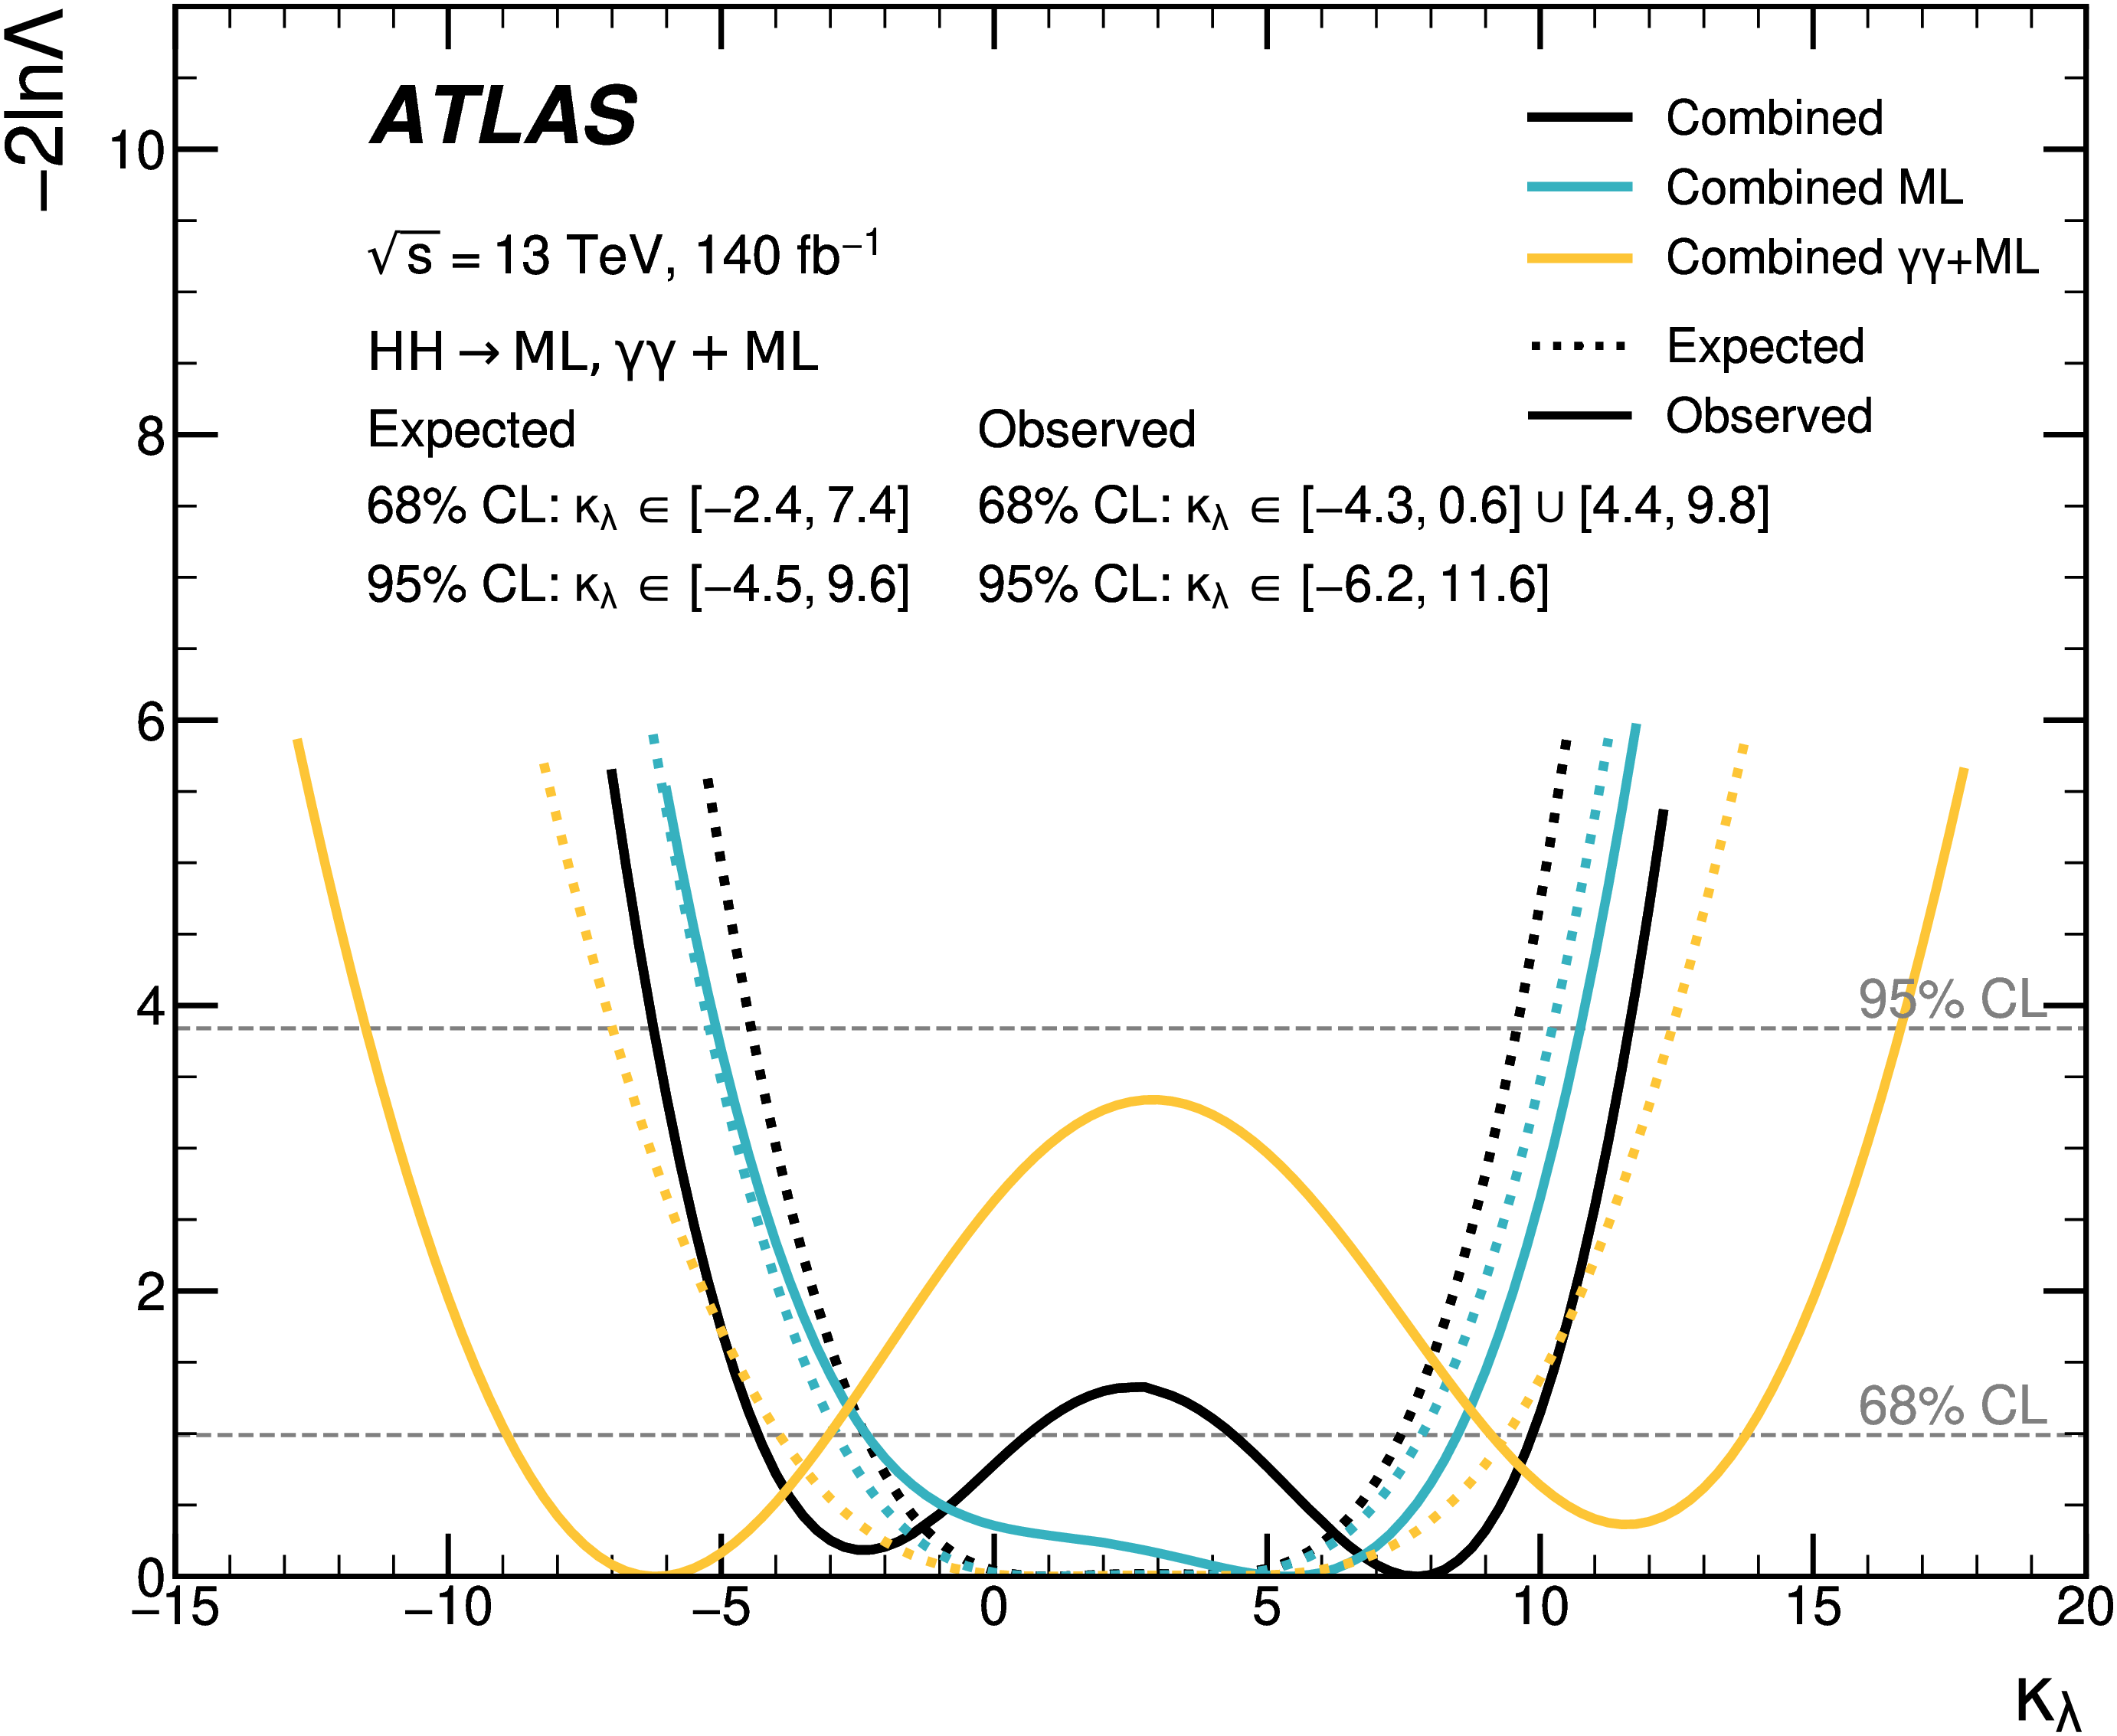 −2lnΛ
ATLAS
√s = 13 TeV, 140 fb⁻¹
HH → ML, γγ + ML
Expected
68% CL: κλ ∈ [−2.4, 7.4]
95% CL: κλ ∈ [−4.5, 9.6]
Observed
68% CL: κλ ∈ [−4.3, 0.6] ∪ [4.4, 9.8]
95% CL: κλ ∈ [−6.2, 11.6]
Combined
Combined ML
Combined γγ+ML
Expected
Observed
10
8
6
4
2
0
95% CL
68% CL
−15 −10 −5 0 5 10 15 20
κλ